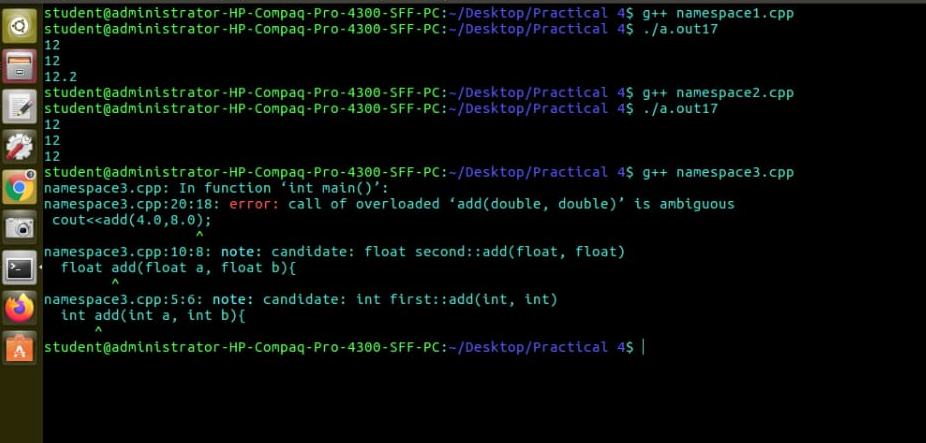 student@administrator-HP-Compaq-Pro-4300-SFF-PC:~/Desktop/Practical 4$ g++ namespace1.cpp
student@administrator-HP-Compaq-Pro-4300-SFF-PC:~/Desktop/Practical 4$ ./a.out17
12
12
12.2
student@administrator-HP-Compaq-Pro-4300-SFF-PC:~/Desktop/Practical 4$ g++ namespace2.cpp
student@administrator-HP-Compaq-Pro-4300-SFF-PC:~/Desktop/Practical 4$ ./a.out17
12
12
12
student@administrator-HP-Compaq-Pro-4300-SFF-PC:~/Desktop/Practical 4$ g++ namespace3.cpp
namespace3.cpp: In function ‘int main()’:
namespace3.cpp:20:18: error: call of overloaded ‘add(double, double)’ is ambiguous
 cout<<add(4.0,8.0);
                  ^
namespace3.cpp:10:8: note: candidate: float second::add(float, float)
  float add(float a, float b){
        ^
namespace3.cpp:5:6: note: candidate: int first::add(int, int)
  int add(int a, int b){
      ^
student@administrator-HP-Compaq-Pro-4300-SFF-PC:~/Desktop/Practical 4$